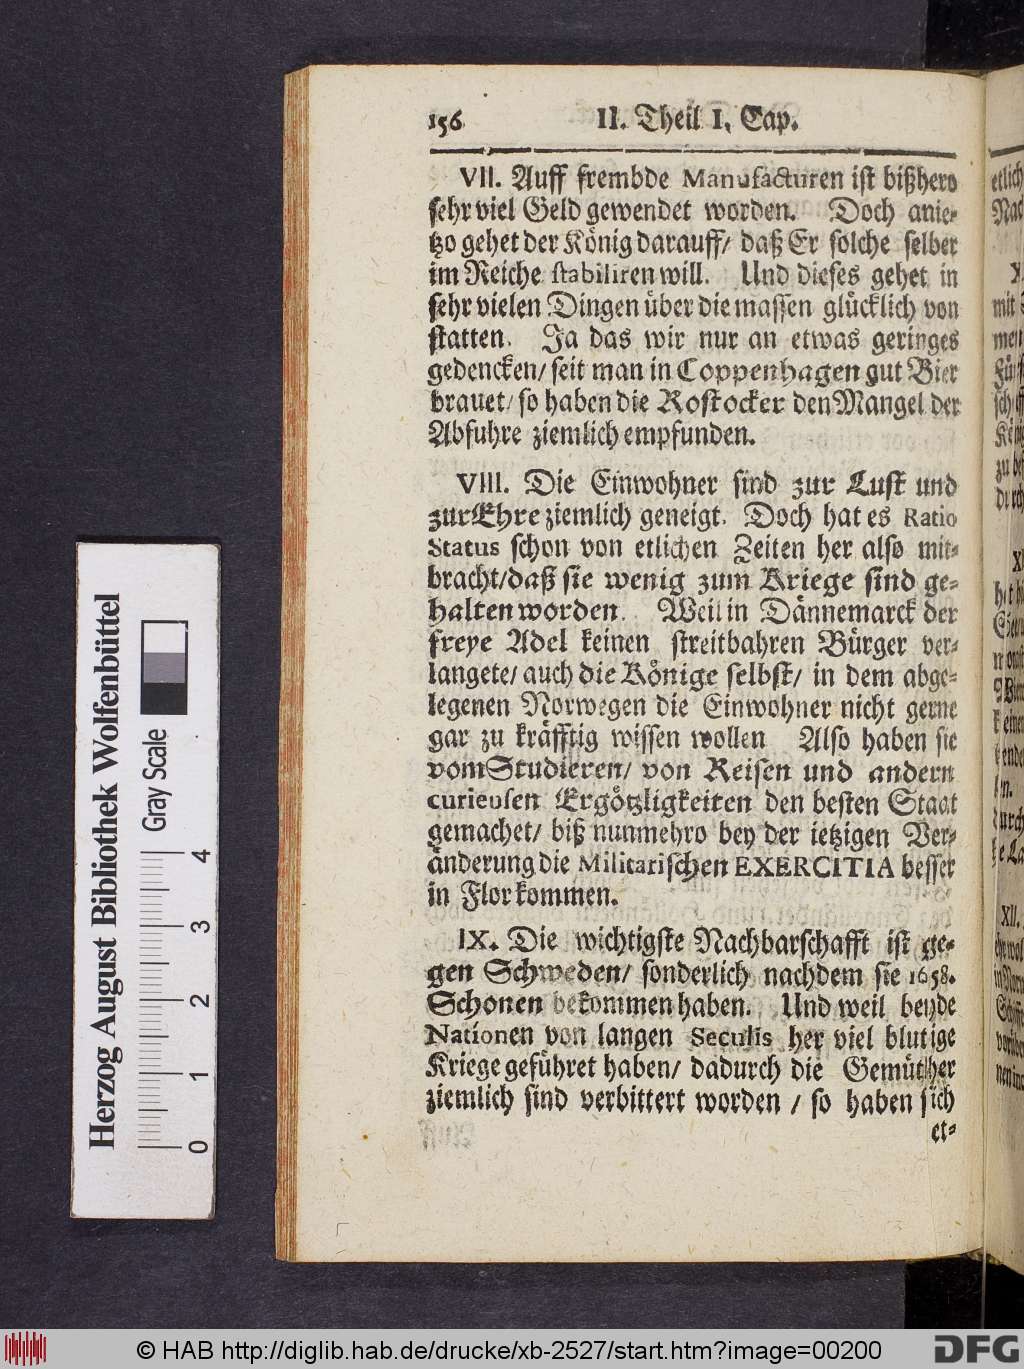 156 II. Theil I. Cap.
VII. Auff frembde Manufacturen ist bißhero
sehr viel Geld gewendet worden. Doch anie-
tzo gehet der König darauff/ daß Er solche selber
im Reiche stabiliren will. Und dieses gehet in
sehr vielen Dingen über die massen glücklich von
statten. Ja das wir nur an etwas geringes
gedencken/ seit man in Coppenhagen gut Bier
brauet/ so haben die Rostocker den Mangel der
Abfuhre ziemlich empfunden.
VIII. Die Einwohner sind zur Lust und
zur Ehre ziemlich geneigt. Doch hat es Ratio
Status schon von etlichen Zeiten her also mit-
bracht/ daß sie wenig zum Kriege sind ge-
halten worden. Weil in Dännemarck der
freye Adel keinen streitbahren Bürger ver-
langete/ auch die Könige selbst/ in dem abge-
legenen Norwegen die Einwohner nicht gerne
gar zu kräfftig wissen wollen Also haben sie
vom Studieren/ von Reisen und andern
curieusen Ergötzligkeiten den besten Staat
gemachet/ biß nunmehro bey der ietzigen Ver-
änderung die Militarischen EXERCITIA besser
in Flor kommen.
IX. Die wichtigste Nachbarschafft ist ge-
gen Schweden/ sonderlich nachdem sie 1658.
Schonen bekommen haben. Und weil beyde
Nationen von langen Seculis her viel blutige
Kriege geführet haben/ dadurch die Gemüther
ziemlich sind verbittert worden / so haben sich
et-
Herzog August Bibliothek Wolfenbüttel
Gray Scale
0 1 2 3 4
© HAB http://diglib.hab.de/drucke/xb-2527/start.htm?image=00200
DFG